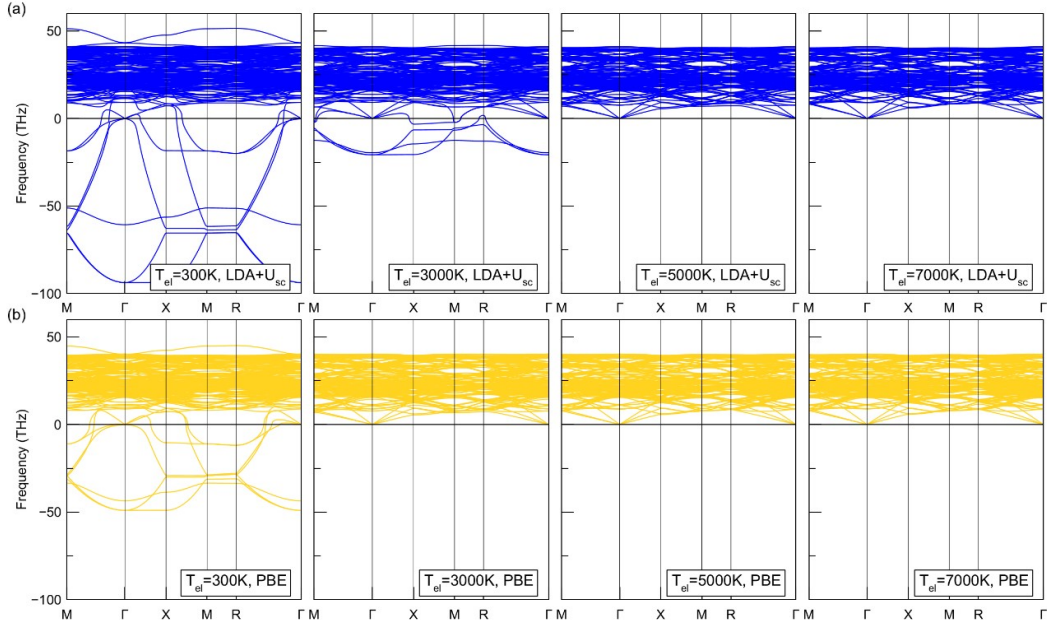 (a)
Frequency (THz)
50
0
−50
−100
T_el=300K, LDA+U_sc
T_el=3000K, LDA+U_sc
T_el=5000K, LDA+U_sc
T_el=7000K, LDA+U_sc
M Γ X M R Γ M Γ X M R Γ M Γ X M R Γ M Γ X M R Γ
(b)
Frequency (THz)
50
0
−50
−100
T_el=300K, PBE
T_el=3000K, PBE
T_el=5000K, PBE
T_el=7000K, PBE
M Γ X M R Γ M Γ X M R Γ M Γ X M R Γ M Γ X M R Γ